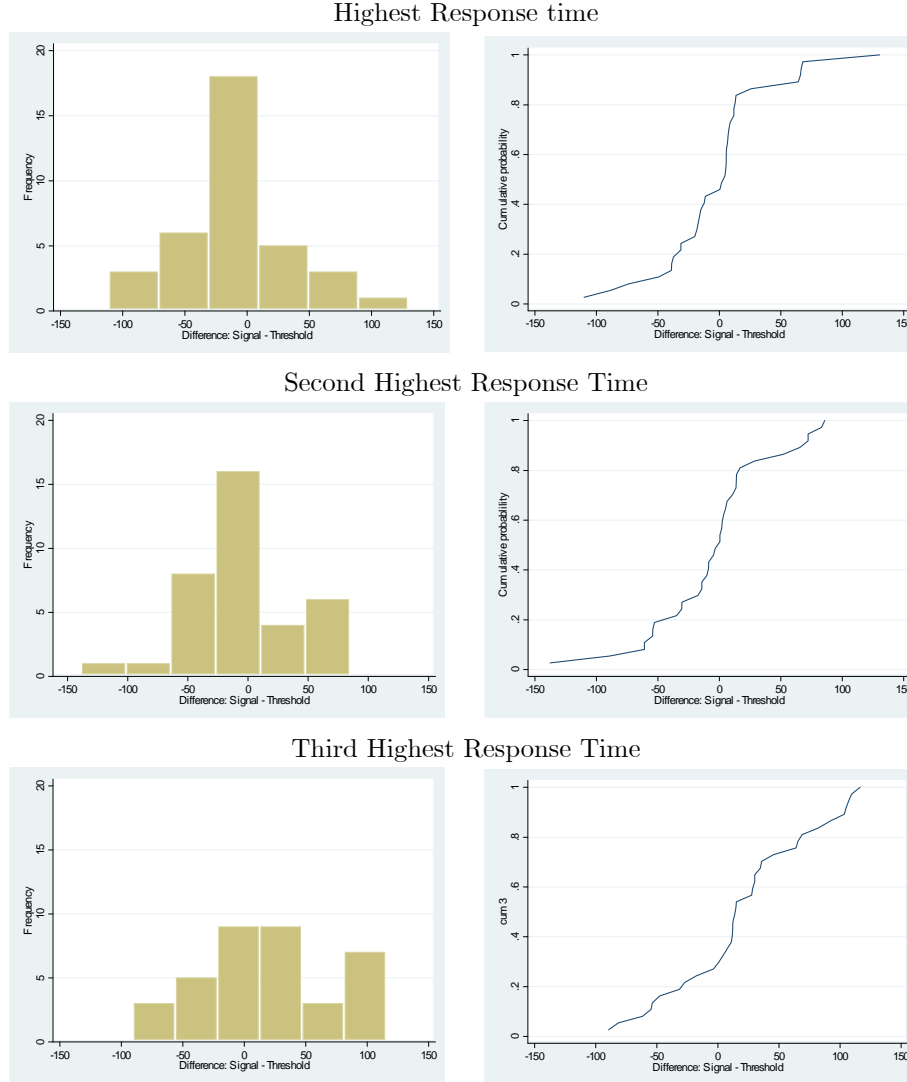 Highest Response time
20
15
10
5
0
Frequency
-150 -100 -50 0 50 100 150
Difference: Signal - Threshold
1
.8
.6
.4
.2
0
Cumulative probability
-150 -100 -50 0 50 100 150
Difference: Signal - Threshold
Second Highest Response Time
20
15
10
5
0
Frequency
-150 -100 -50 0 50 100 150
Difference: Signal - Threshold
1
.8
.6
.4
.2
0
Cumulative probability
-150 -100 -50 0 50 100 150
Difference: Signal - Threshold
Third Highest Response Time
20
15
10
5
0
Frequency
-150 -100 -50 0 50 100 150
Difference: Signal - Threshold
1
.8
.6
.4
.2
0
cum 3
-150 -100 -50 0 50 100 150
Difference: Signal - Threshold